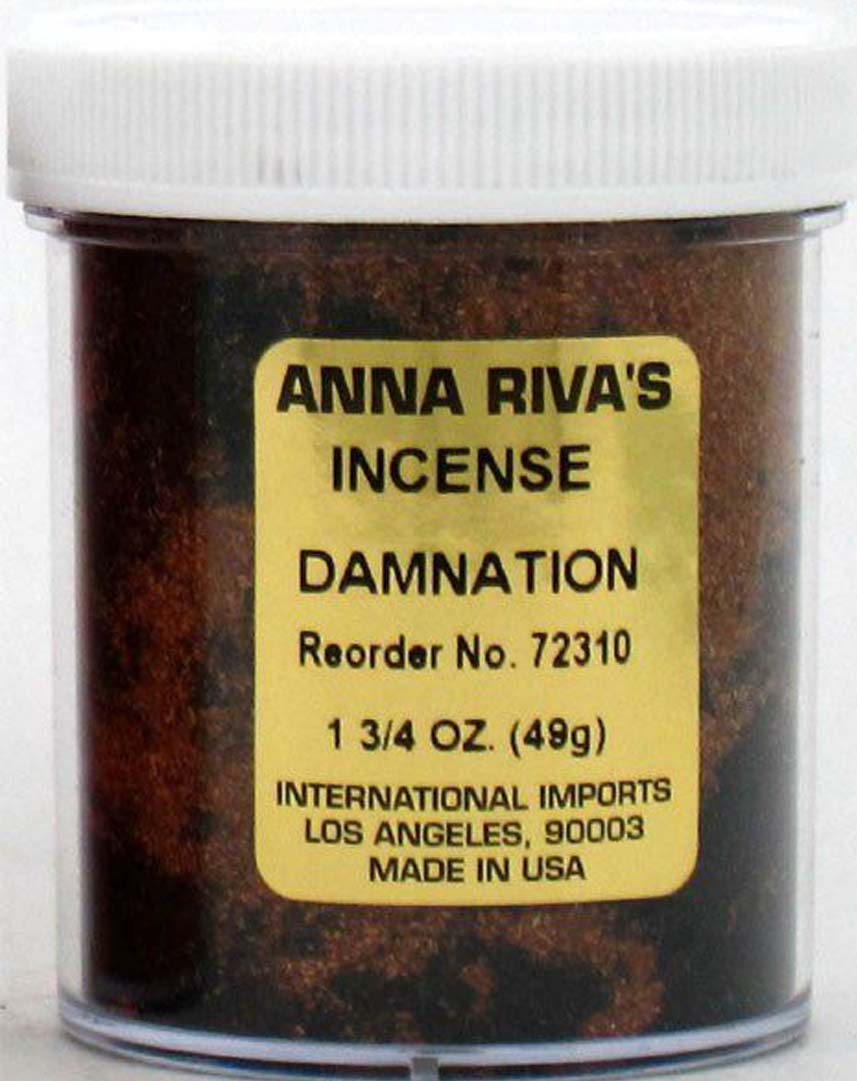 ANNA RIVA'S
INCENSE
DAMNATION
Reorder No. 72310
1 3/4 OZ. (49g)
INTERNATIONAL IMPORTS
LOS ANGELES, 90003
MADE IN USA